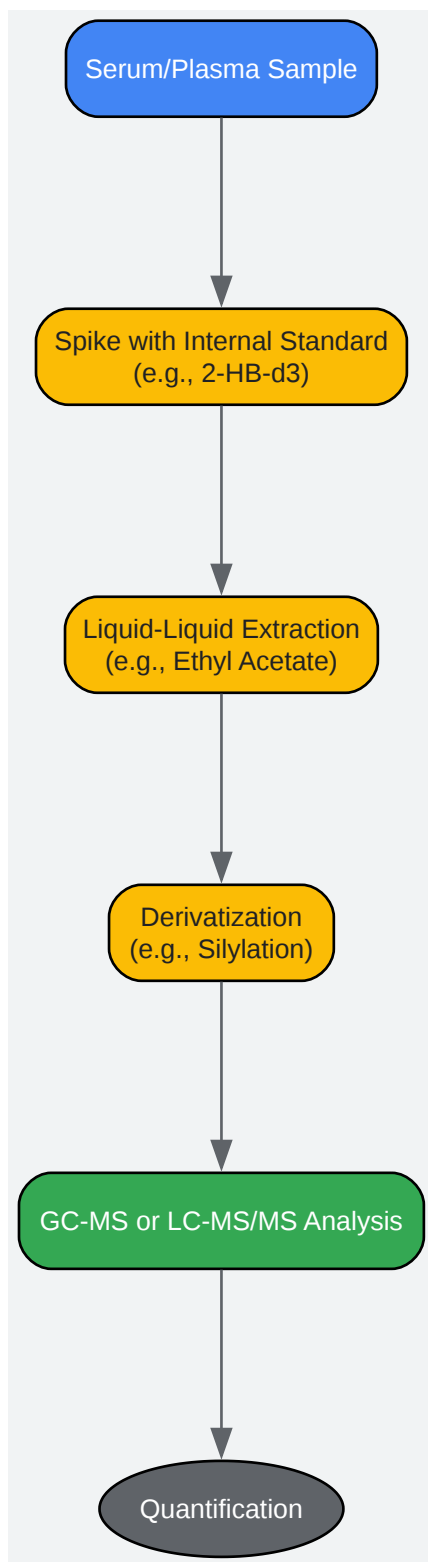 Serum/Plasma Sample
Spike with Internal Standard
(e.g., 2-HB-d3)
Liquid-Liquid Extraction
(e.g., Ethyl Acetate)
Derivatization
(e.g., Silylation)
GC-MS or LC-MS/MS Analysis
Quantification